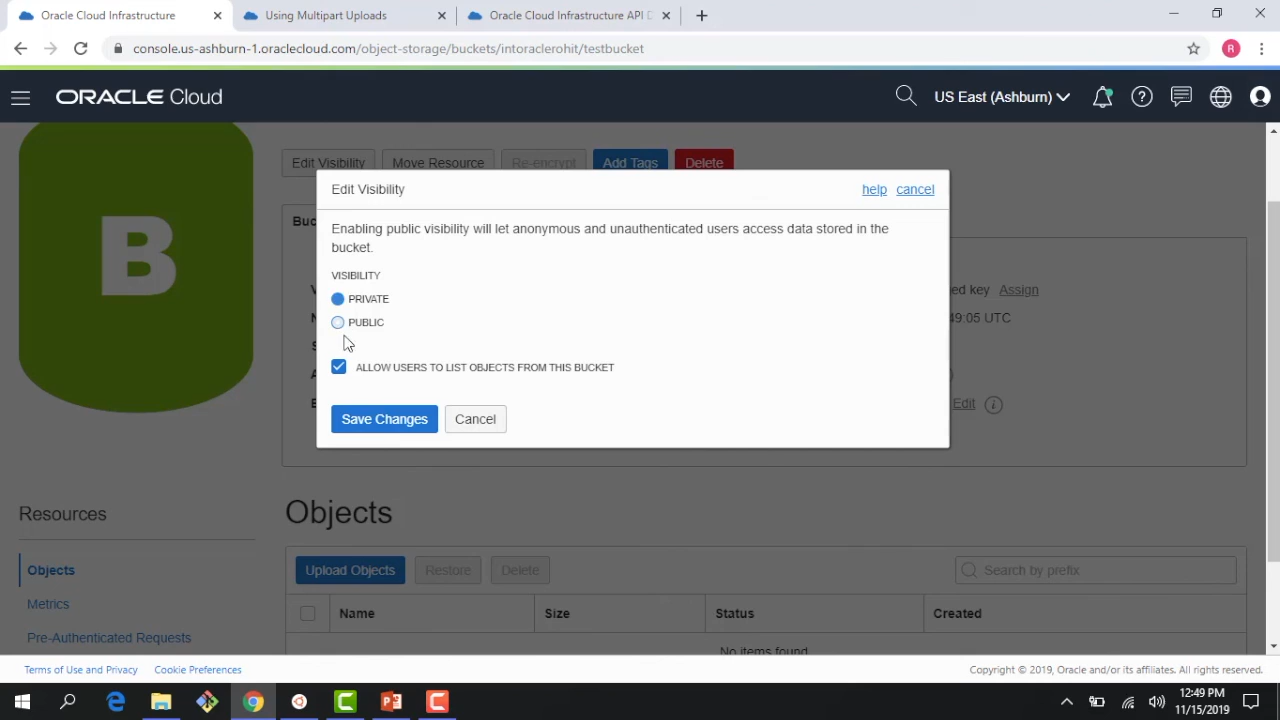 Oracle Cloud Infrastructure
Using Multipart Uploads
Oracle Cloud Infrastructure API D
console.us-ashburn-1.oraclecloud.com/object-storage/buckets/intoraclerohit/testbucket
R
ORACLE Cloud
US East (Ashburn)
B
Edit Visibility
Move Resource
Re-encrypt
Add Tags
Delete
Edit Visibility
help
cancel
Buc
Enabling public visibility will let anonymous and unauthenticated users access data stored in the
bucket.
VISIBILITY
PRIVATE
ed key Assign
PUBLIC
49:05 UTC
ALLOW USERS TO LIST OBJECTS FROM THIS BUCKET
Edit
Save Changes
Cancel
Resources
Objects
Objects
Upload Objects
Restore
Delete
Search by prefix
Metrics
Name
Size
Status
Created
Pre-Authenticated Requests
No items found
Terms of Use and Privacy
Cookie Preferences
Copyright © 2019, Oracle and/or its affiliates. All rights reserved.
12:49 PM
11/15/2019